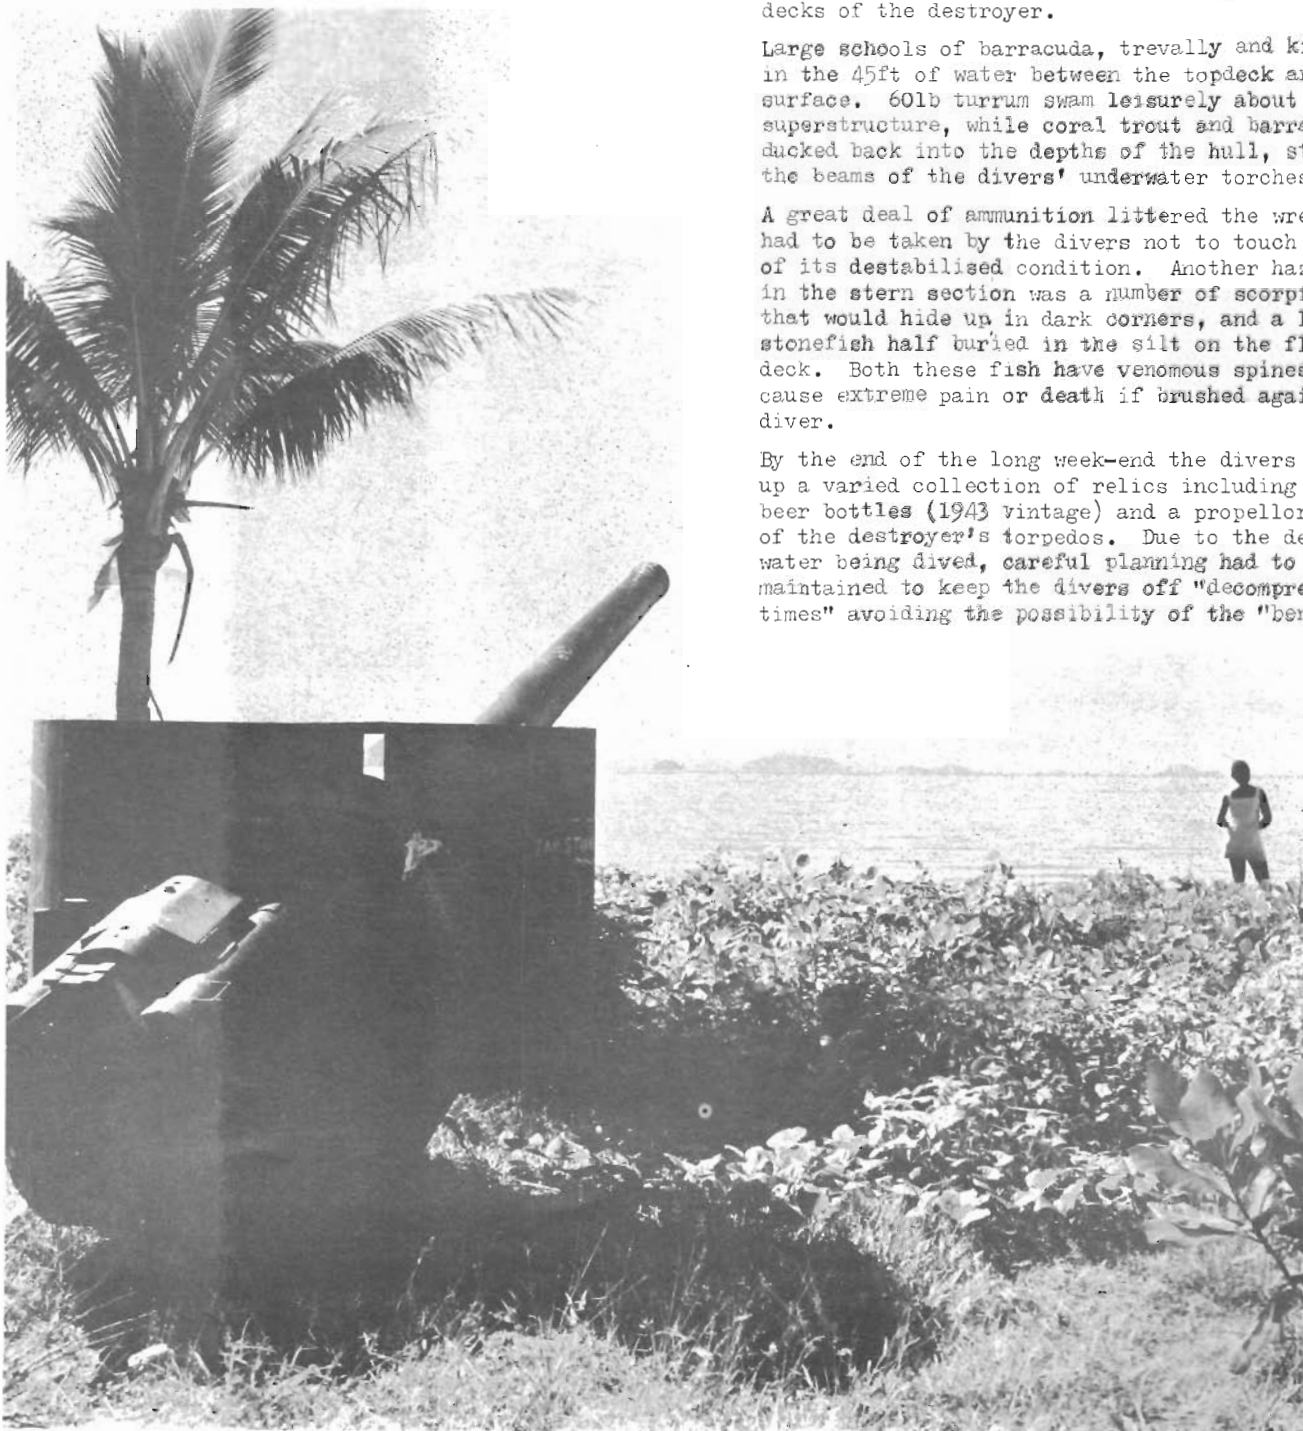 decks of the destroyer.
Large schools of barracuda, trevally and
in the 45ft of water between the topdeck
surface. 60lb turrum swam leisurely about
superstructure, while coral trout and
ducked back into the depths of the hull,
the beams of the divers' underwater torches
A great deal of ammunition littered the
had to be taken by the divers not to touch
of its destabilised condition. Another
in the stern section was a number of
that would hide up in dark corners, and a
stonefish half buried in the silt on the
deck. Both these fish have venomous spines
cause extreme pain or death if brushed
diver.
By the end of the long week-end the divers
up a varied collection of relics including
beer bottles (1943 vintage) and a propellor
of the destroyer's torpedos. Due to the
water being dived, careful planning had to
maintained to keep the divers off
times" avoiding the possibility of the